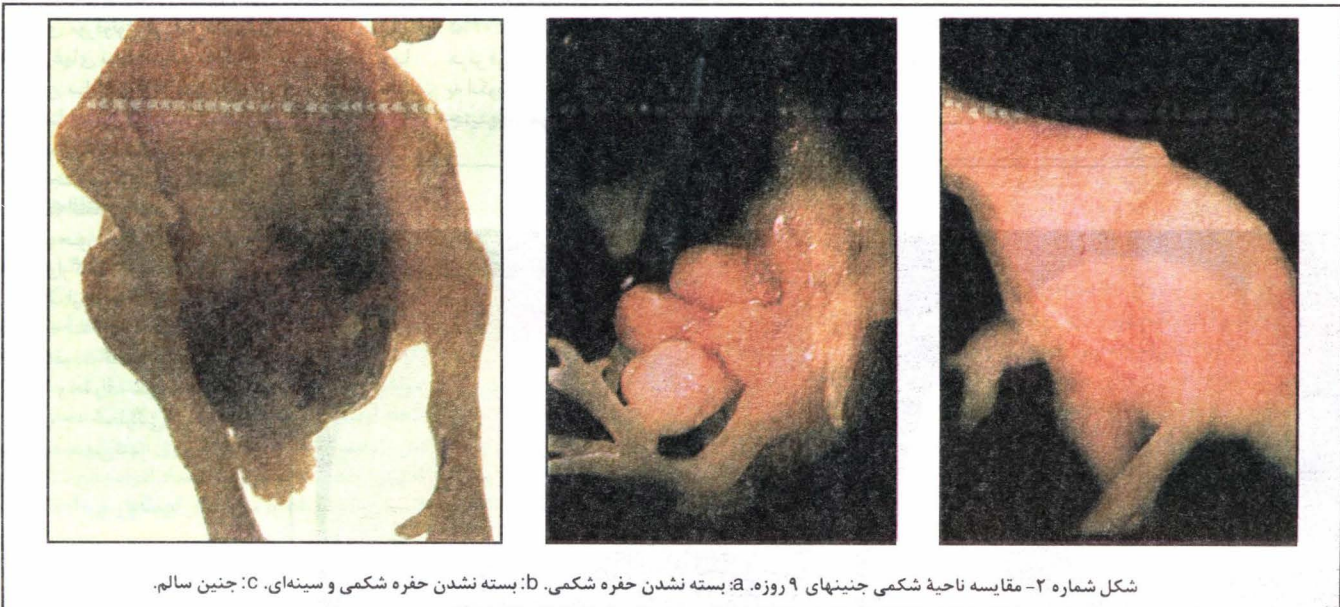 شکل شماره ۲- مقایسه ناحیهٔ شکمی جنینهای ۹ روزه. a: بسته نشدن حفره شکمی. b: بسته نشدن حفره شکمی و سینه‌ای. c: جنین سالم.